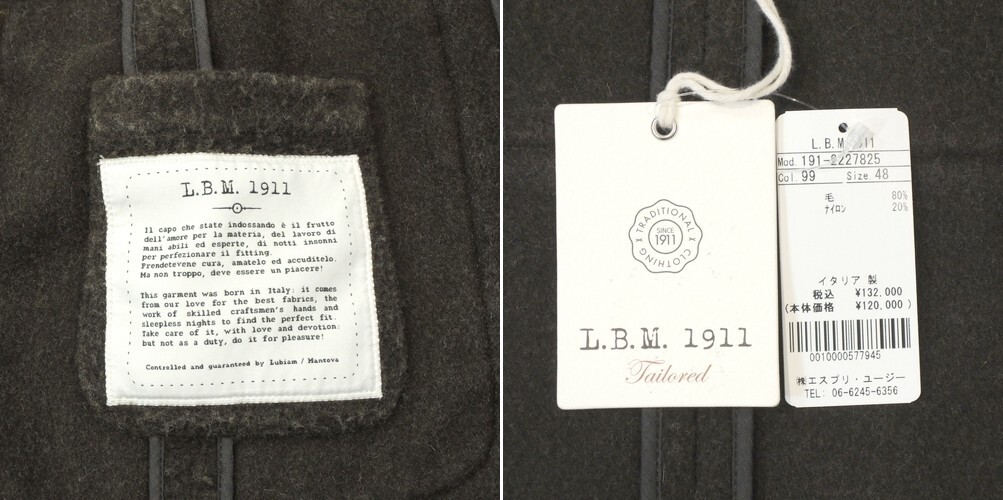 L.B.M. 1911
Il capo che state indossando è il frutto
dell'amore per la materia, del lavoro di
mani abili ed esperte, di notti insonni
per perfezionare il fitting.
Prendetevene cura, amatelo ed accuditelo.
Ma non troppo, deve essere un piacere!
This garment was born in Italy: it comes
from our love for the best fabrics, the
work of skilled craftsmen's hands and
sleepless nights to find the perfect fit.
Take care of it, with love and devotion:
but not as a duty, do it for pleasure!
Controlled and guaranteed by Lubiam / Mantova
TRADITIONAL
SINCE
1911
X CLOTHING X
L.B.M. 1911
Tailored
L.B.M. 1911
Mod. 191-2227825
Col. 99 Size. 48
毛 80%
ナイロン 20%
イタリア 製
税込 ¥132,000
(本体価格 ¥120,000 )
0010000577945
㈱エスプリ・ユージー
TEL: 06-6245-6356